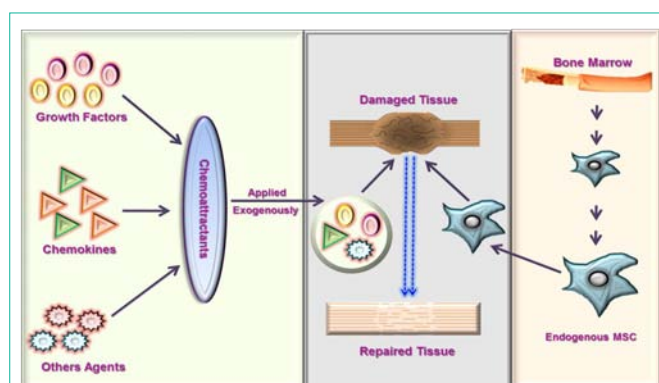 Growth Factors
Chemokines
Others Agents
Chemoattractants
Applied
Exogenously
Damaged Tissue
Repaired Tissue
Bone Marrow
Endogenous MSC